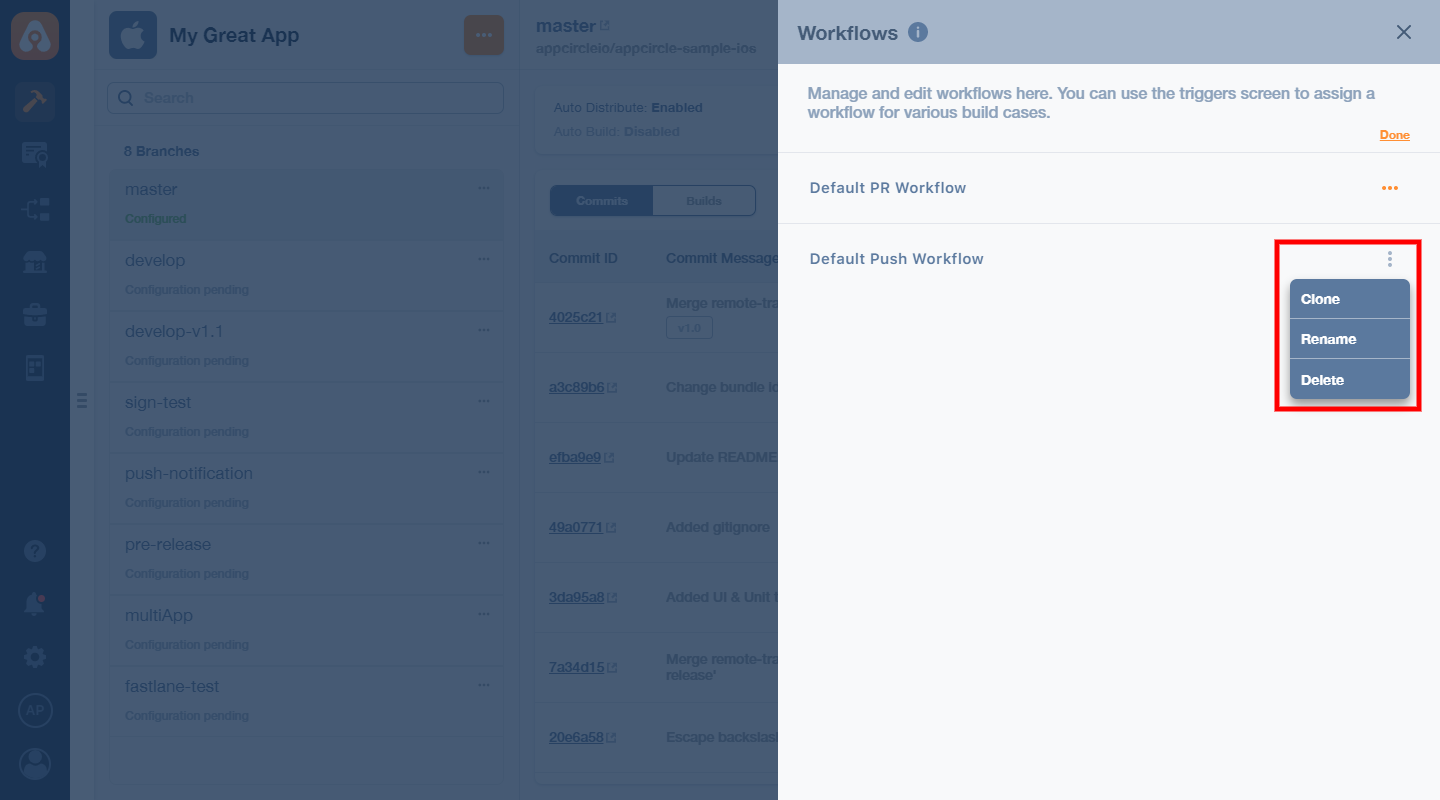 My Great App
Search
8 Branches
master
Configured
develop
Configuration pending
develop-v1.1
Configuration pending
sign-test
Configuration pending
push-notification
Configuration pending
pre-release
Configuration pending
multiApp
Configuration pending
fastlane-test
Configuration pending
AP
master
appcircleio/appcircle-sample-ios
Auto Distribute: Enabled
Auto Build: Disabled
Commits Builds
Commit ID Commit Message
4025c21 Merge remote-tra
v1.0
a3c89b6 Change bundle id
efba9e9 Update README
49a0771 Added gitignore
3da95a8 Added UI & Unit
7a34d15 Merge remote-tra
release'
20e6a58 Escape backslas
Workflows
Manage and edit workflows here. You can use the triggers screen to assign a
workflow for various build cases.
Done
Default PR Workflow
Default Push Workflow
Clone
Rename
Delete